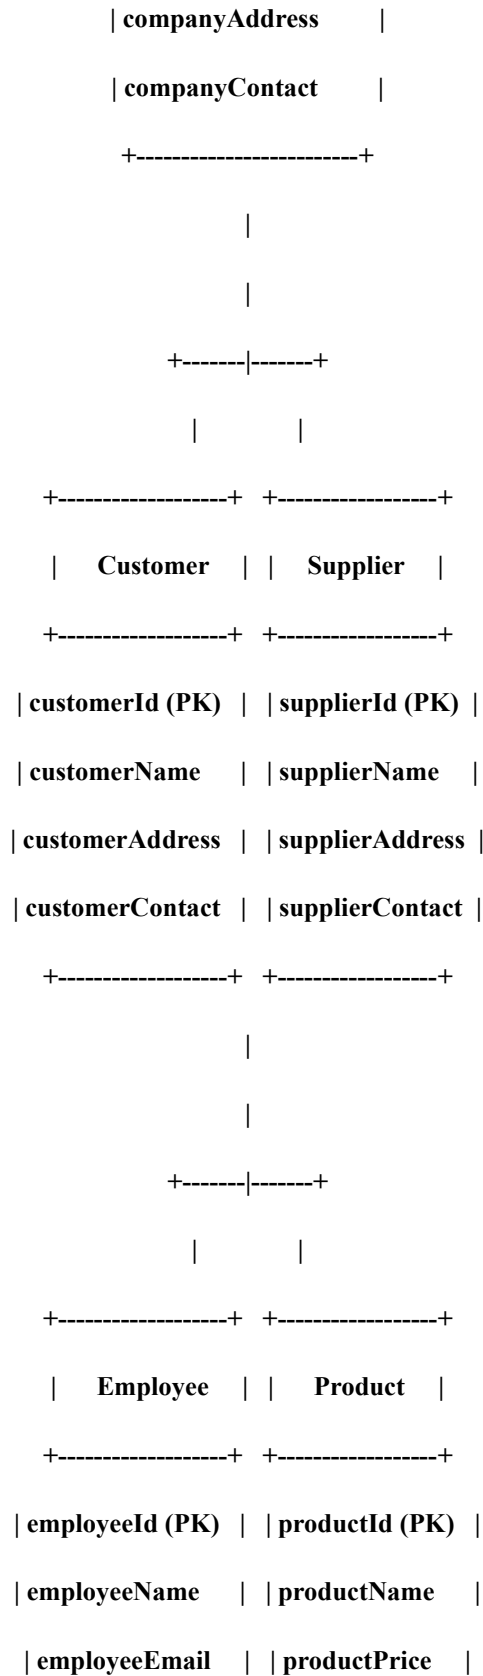 | companyAddress |
| companyContact |
+-------------------------+
|
|
+-------|-------+
| |
+-------------------+ +------------------+
| Customer | | Supplier |
+-------------------+ +------------------+
| customerId (PK) | | supplierId (PK) |
| customerName | | supplierName |
| customerAddress | | supplierAddress |
| customerContact | | supplierContact |
+-------------------+ +------------------+
|
|
+-------|-------+
| |
+-------------------+ +------------------+
| Employee | | Product |
+-------------------+ +------------------+
| employeeId (PK) | | productId (PK) |
| employeeName | | productName |
| employeeEmail | | productPrice |